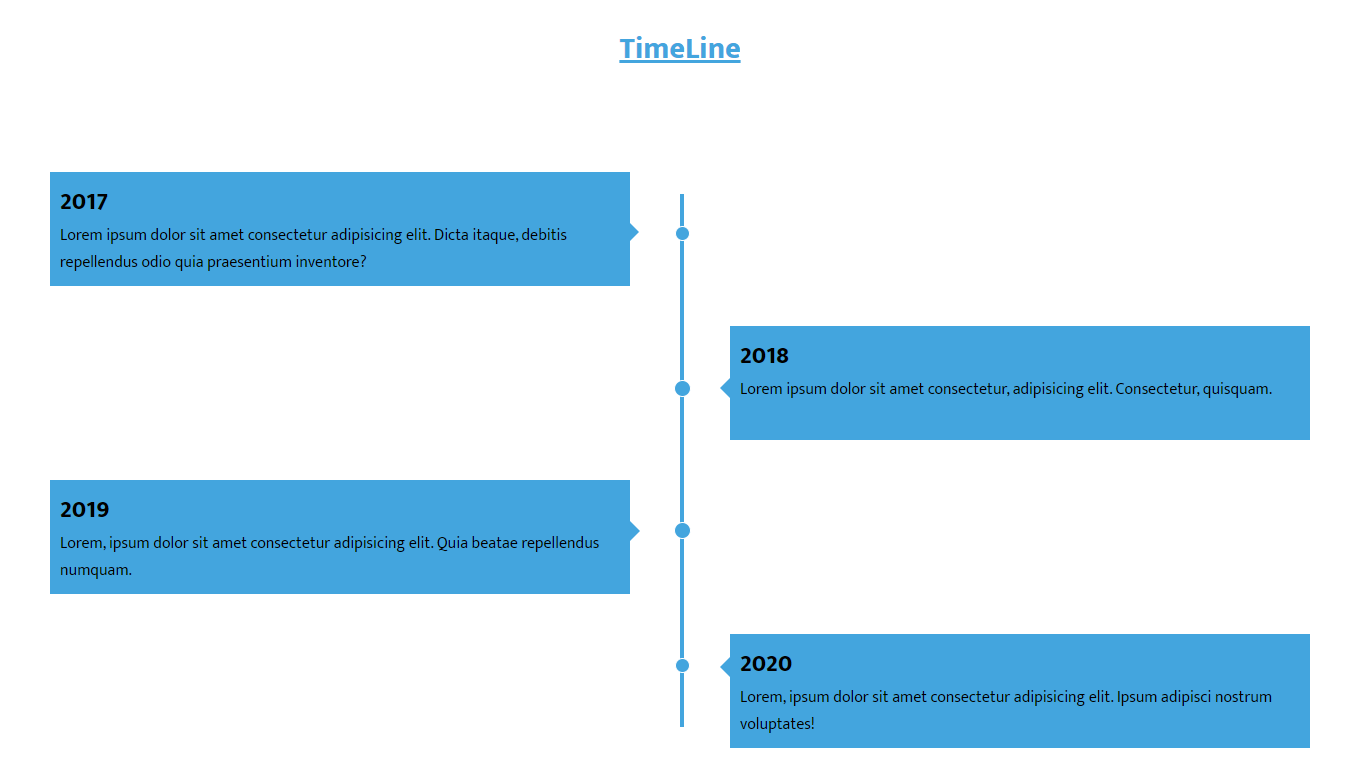 TimeLine
2017
Lorem ipsum dolor sit amet consectetur adipisicing elit. Dicta itaque, debitis
repellendus odio quia praesentium inventore?
2018
Lorem ipsum dolor sit amet consectetur, adipisicing elit. Consectetur, quisquam.
2019
Lorem, ipsum dolor sit amet consectetur adipisicing elit. Quia beatae repellendus
numquam.
2020
Lorem, ipsum dolor sit amet consectetur adipisicing elit. Ipsum adipisci nostrum
voluptates!